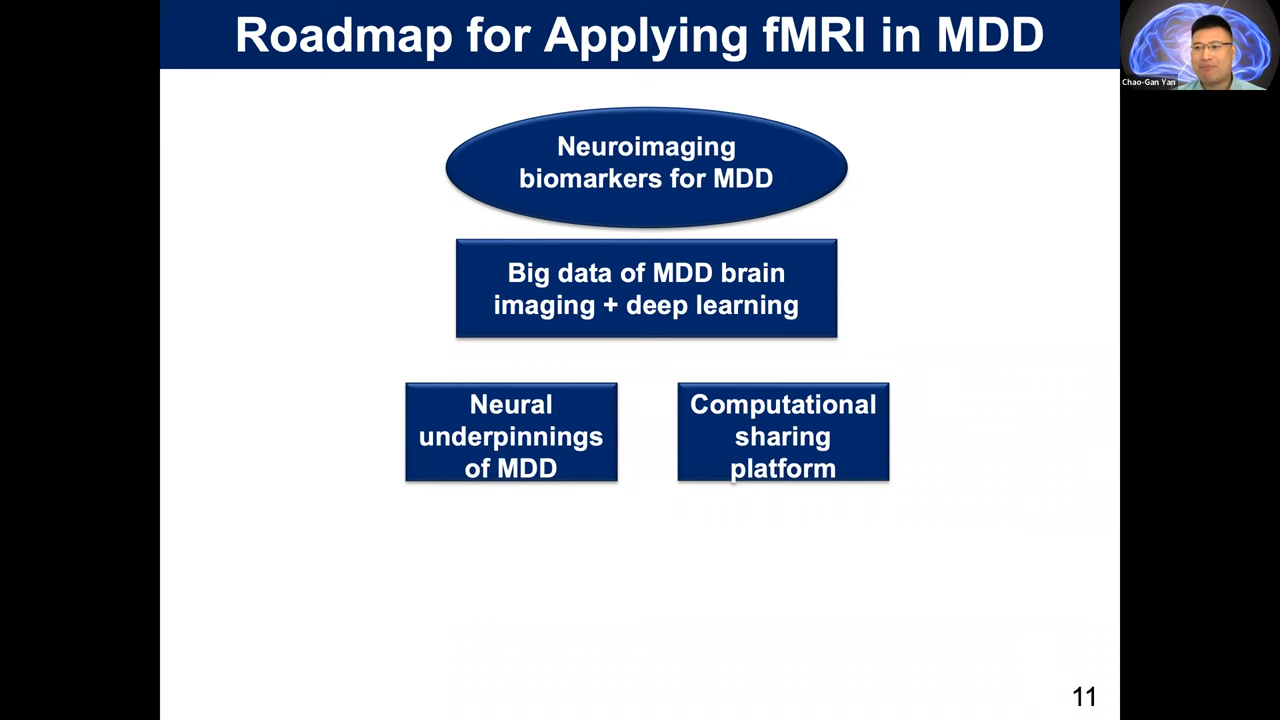 Roadmap for Applying fMRI in MDD
Chao-Gan Yan
Neuroimaging
biomarkers for MDD
Big data of MDD brain
imaging + deep learning
Neural
underpinnings
of MDD
Computational
sharing
platform
11